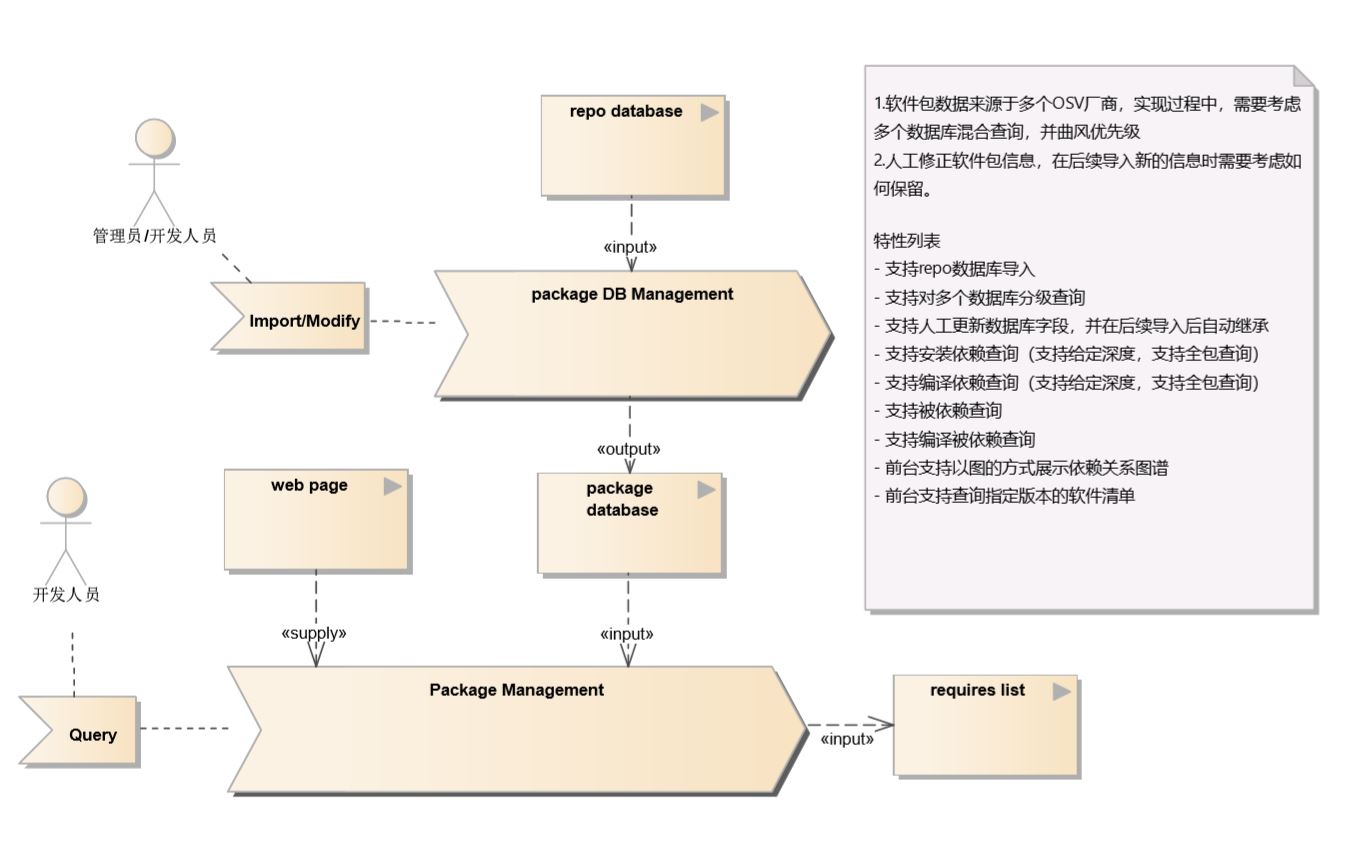 repo database
管理员/开发人员
«input»
package DB Management
Import/Modify
«output»
web page
package
database
开发人员
«supply»
«input»
Package Management
requires list
Query
«input»
1.软件包数据来源于多个OSV厂商，实现过程中，需要考虑
多个数据库混合查询，并曲风优先级
2.人工修正软件包信息，在后续导入新的信息时需要考虑如
何保留。
特性列表
- 支持repo数据库导入
- 支持对多个数据库分级查询
- 支持人工更新数据库字段，并在后续导入后自动继承
- 支持安装依赖查询（支持给定深度，支持全包查询）
- 支持编译依赖查询（支持给定深度，支持全包查询）
- 支持被依赖查询
- 支持编译被依赖查询
- 前台支持以图的方式展示依赖关系图谱
- 前台支持查询指定版本的软件清单